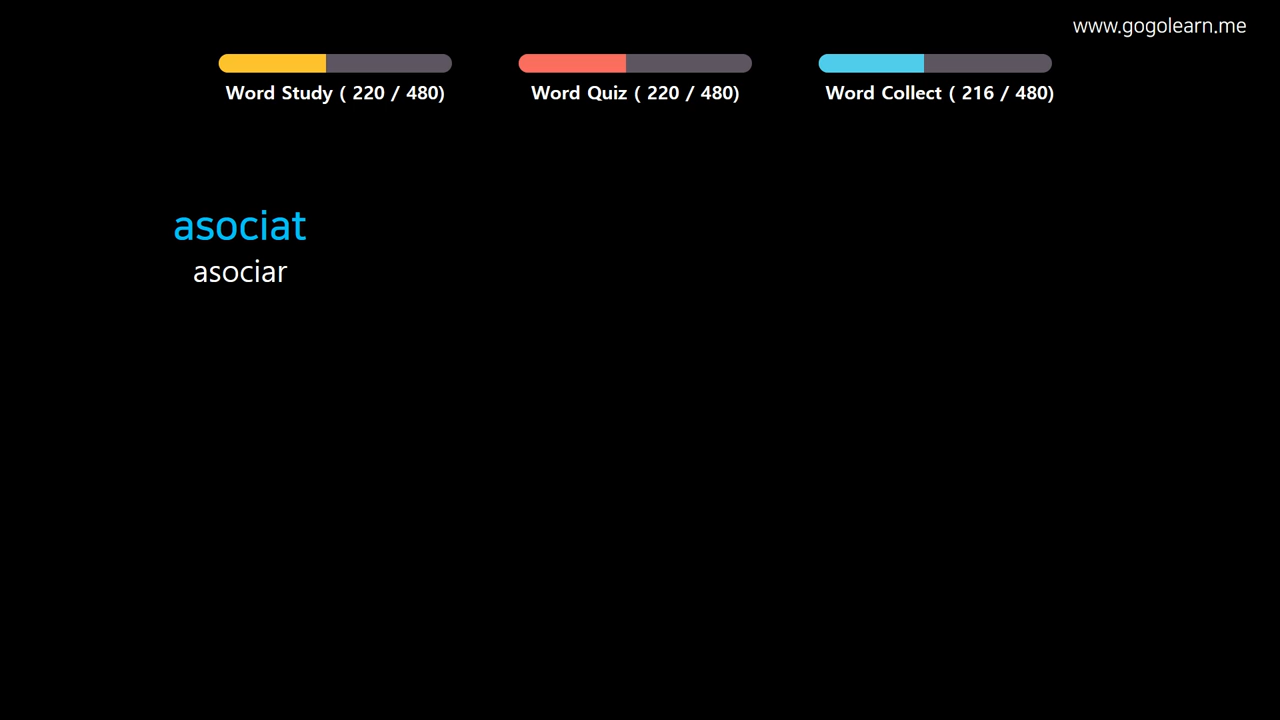 www.gogolearn.me
Word Study ( 220 / 480)
Word Quiz ( 220 / 480)
Word Collect ( 216 / 480)
asociat
asociar